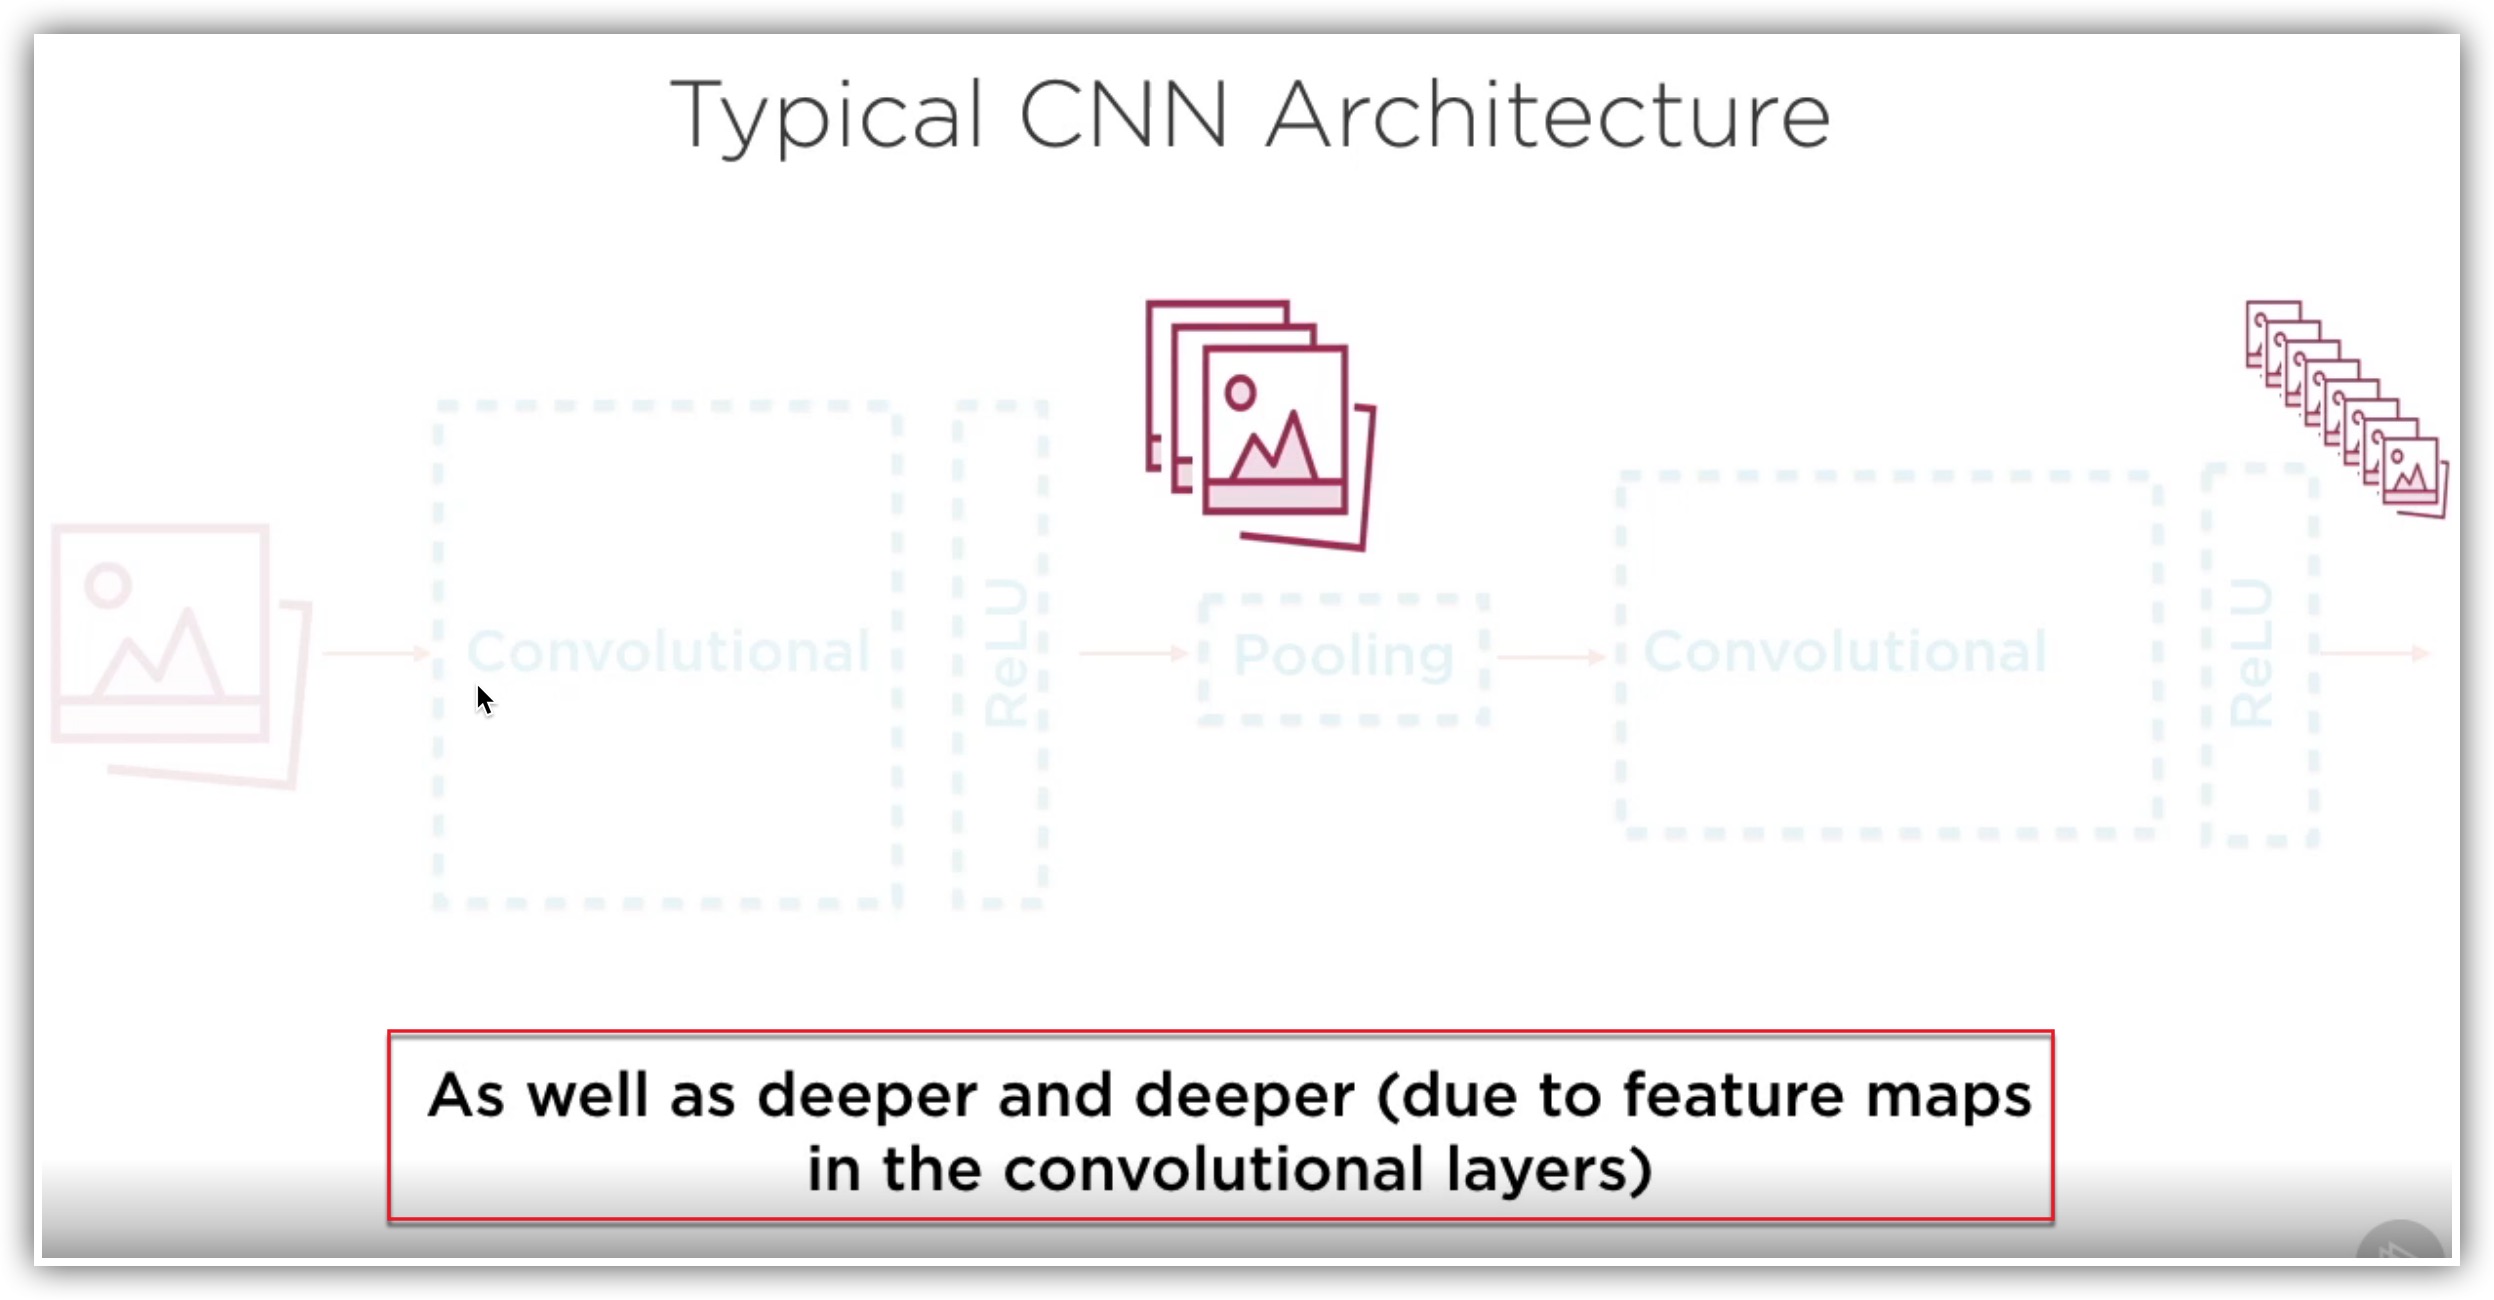 Typical CNN Architecture
Convolutional
ReLU
Pooling
Convolutional
ReLU
As well as deeper and deeper (due to feature maps
in the convolutional layers)